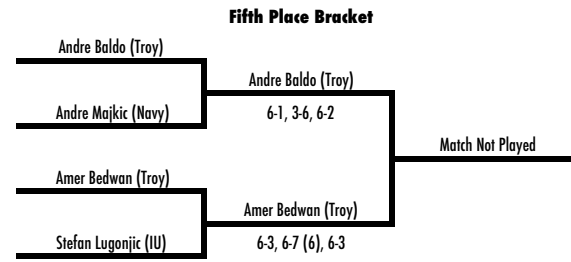 Fifth Place Bracket
Andre Baldo (Troy)
Andre Baldo (Troy)
Andre Majkic (Navy)
6-1, 3-6, 6-2
Match Not Played
Amer Bedwan (Troy)
Amer Bedwan (Troy)
Stefan Lugonjic (IU)
6-3, 6-7 (6), 6-3